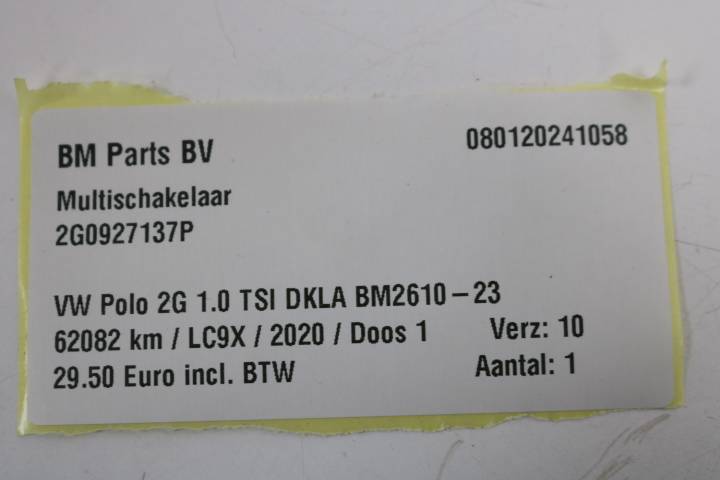 BM Parts BV 080120241058
Multischakelaar
2G0927137P
VW Polo 2G 1.0 TSI DKLA BM2610-23
62082 km / LC9X / 2020 / Doos 1 Verz: 10
29.50 Euro incl. BTW Aantal: 1